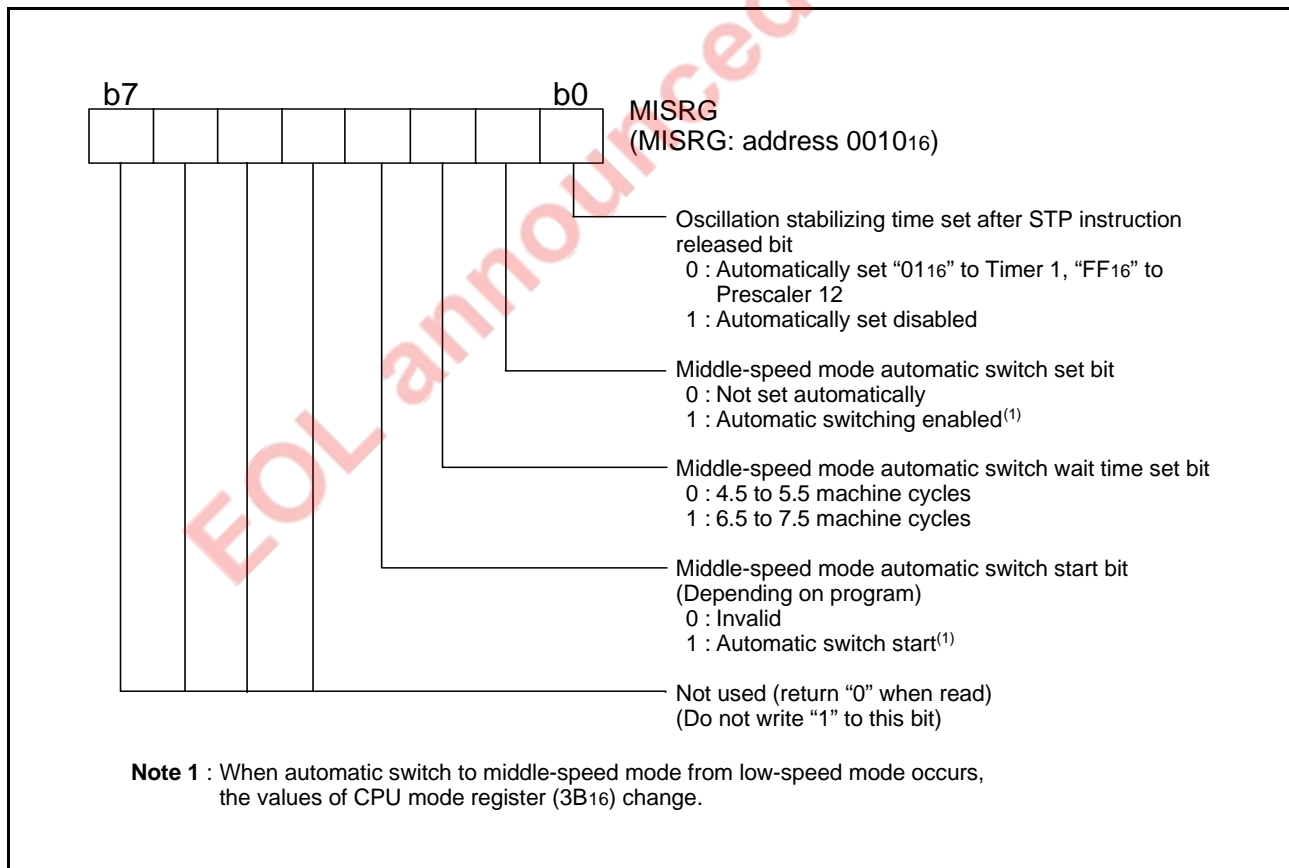 b7 b0
MISRG
(MISRG: address 0010₁₆)
Oscillation stabilizing time set after STP instruction
released bit
0 : Automatically set “01₁₆” to Timer 1, “FF₁₆” to
Prescaler 12
1 : Automatically set disabled
Middle-speed mode automatic switch set bit
0 : Not set automatically
1 : Automatic switching enabled⁽¹⁾
Middle-speed mode automatic switch wait time set bit
0 : 4.5 to 5.5 machine cycles
1 : 6.5 to 7.5 machine cycles
Middle-speed mode automatic switch start bit
(Depending on program)
0 : Invalid
1 : Automatic switch start⁽¹⁾
Not used (return “0” when read)
(Do not write “1” to this bit)
Note 1 : When automatic switch to middle-speed mode from low-speed mode occurs,
the values of CPU mode register (3B₁₆) change.
EOL announced